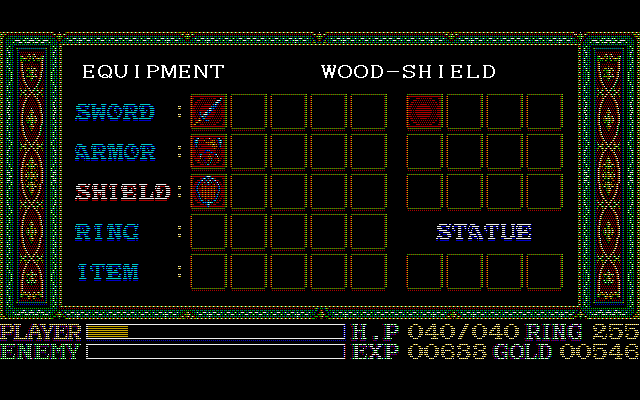 EQUIPMENT WOOD-SHIELD
SWORD :
ARMOR :
SHIELD:
RING : STATUE
ITEM :
PLAYER H.P 040/040 RING 255
ENEMY EXP 00688 GOLD 00546